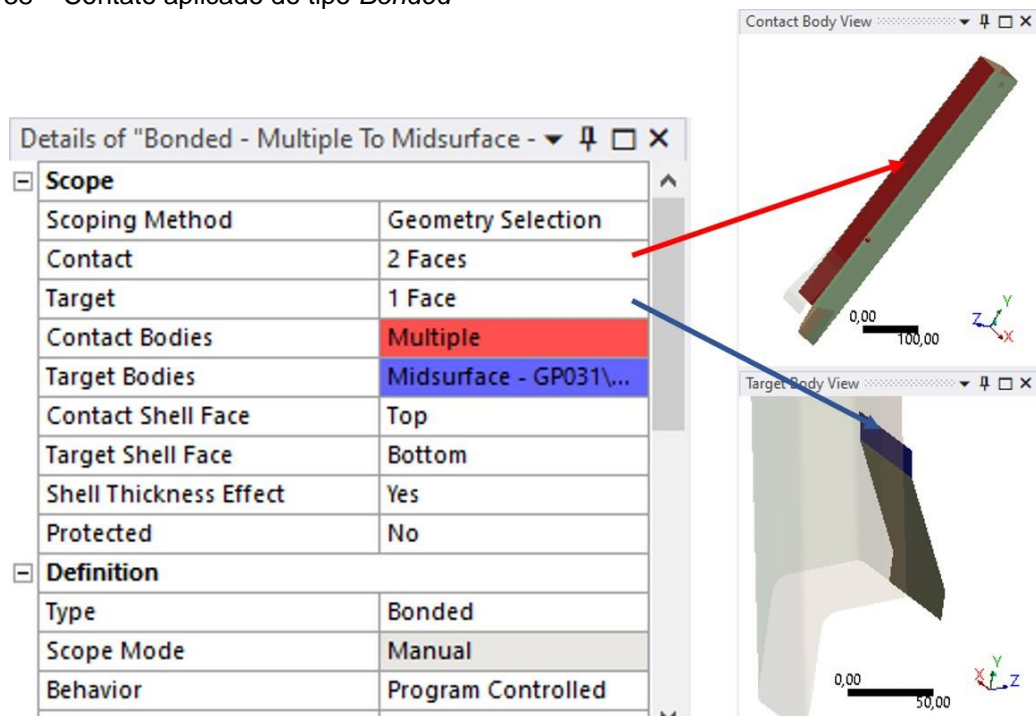 Contato aplicado do tipo Bonded
Contact Body View
0,00
100,00
Z
Y
X
Details of "Bonded - Multiple To Midsurface -
Scope
Scoping Method Geometry Selection
Contact 2 Faces
Target 1 Face
Contact Bodies Multiple
Target Bodies Midsurface - GP031\...
Contact Shell Face Top
Target Shell Face Bottom
Shell Thickness Effect Yes
Protected No
Definition
Type Bonded
Scope Mode Manual
Behavior Program Controlled
Target Body View
0,00
50,00
X
Y
Z